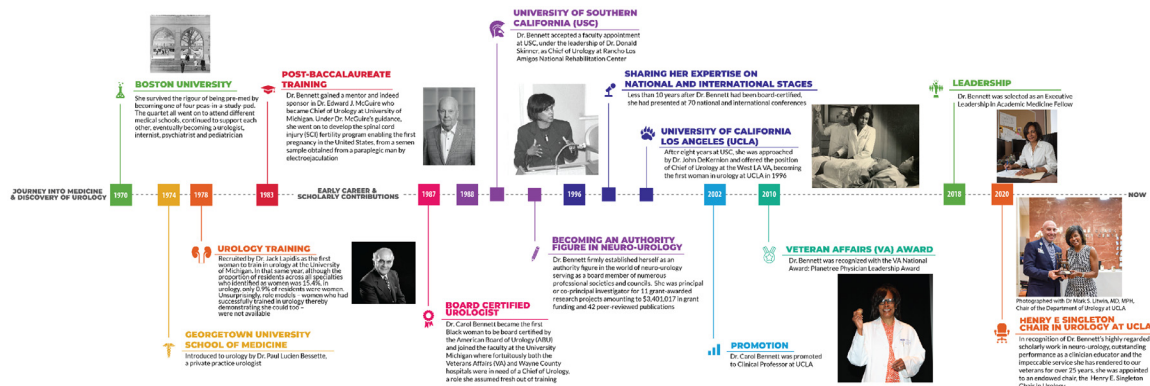 UNIVERSITY OF SOUTHERN
CALIFORNIA (USC)
Dr. Bennett accepted a faculty appointment
at USC, under the leadership of Dr. Donald
Skinner, as Chief of Urology at Rancho Los
Amigos National Rehabilitation Center
BOSTON UNIVERSITY
She survived the rigour of being pre-med by
becoming one of four peas-in-a study-pod.
The quartet all went on to attend different
medical schools, continued to support each
other, eventually becoming a urologist,
internist, psychiatrist and pediatrician
POST-BACCALAUREATE
TRAINING
Dr. Bennett gained a mentor and indeed
sponsor in Dr. Edward J. McGuire who
became Chief of Urology at University of
Michigan. Under Dr. McGuire's guidance,
she went on to develop the spinal cord
injury (SCI) fertility program enabling the first
pregnancy in the United States, from a semen
sample obtained from a paraplegic man by
electroejaculation
SHARING HER EXPERTISE ON
NATIONAL AND INTERNATIONAL STAGES
Less than 10 years after Dr. Bennett had been board-certified,
she had presented at 70 national and international conferences
UNIVERSITY OF CALIFORNIA
LOS ANGELES (UCLA)
After eight years at USC, she was approached
by Dr. John DeKernion and offered the position
of Chief of Urology at the West LA VA, becoming
the first woman in urology at UCLA in 1996
LEADERSHIP
Dr. Bennett was selected as an Executive
Leadership in Academic Medicine Fellow
JOURNEY INTO MEDICINE
& DISCOVERY OF UROLOGY
1970
1974
1978
1983
EARLY CAREER &
SCHOLARLY CONTRIBUTIONS
1987
1988
1996
2002
2010
2018
2020
NOW
UROLOGY TRAINING
Recruited by Dr. Jack Lapidis as the first
woman to train in urology at the University
of Michigan. In that same year, although the
proportion of residents across all specialties
who identified as women was 15.4%, in
urology, only 0.9% of residents were women.
Unsurprisingly, role models – women who had
successfully trained in urology thereby
demonstrating she could too –
were not available
GEORGETOWN UNIVERSITY
SCHOOL OF MEDICINE
Introduced to urology by Dr. Paul Lucien Bessette,
a private practice urologist
BOARD CERTIFIED
UROLOGIST
Dr. Carol Bennett became the first
Black woman to be board certified by
the American Board of Urology (ABU)
and joined the faculty at the University
Michigan where fortuitously both the
Veterans Affairs (VA) and Wayne County
hospitals were in need of a Chief of Urology,
a role she assumed fresh out of training
BECOMING AN AUTHORITY
FIGURE IN NEURO-UROLOGY
Dr. Bennett firmly established herself as an
authority figure in the world of neuro-urology
serving as a board member of numerous
professional societies and councils. She was principal
or co-principal investigator for 11 grant-awarded
research projects amounting to $3,401,017 in grant
funding and 42 peer-reviewed publications
PROMOTION
Dr. Carol Bennett was promoted
to Clinical Professor at UCLA
VETERAN AFFAIRS (VA) AWARD
Dr. Bennett was recognized with the VA National
Award: Planetree Physician Leadership Award
Photographed with Dr Mark S. Litwin, MD, MPH,
Chair of the Department of Urology at UCLA
HENRY E SINGLETON
CHAIR IN UROLOGY AT UCLA
In recognition of Dr. Bennett's highly regarded
scholarly work in neuro-urology, outstanding
performance as a clinician educator and the
impeccable service she has rendered to our
veterans for over 25 years, she was appointed
to an endowed chair, the Henry E. Singleton
Chair in Urology